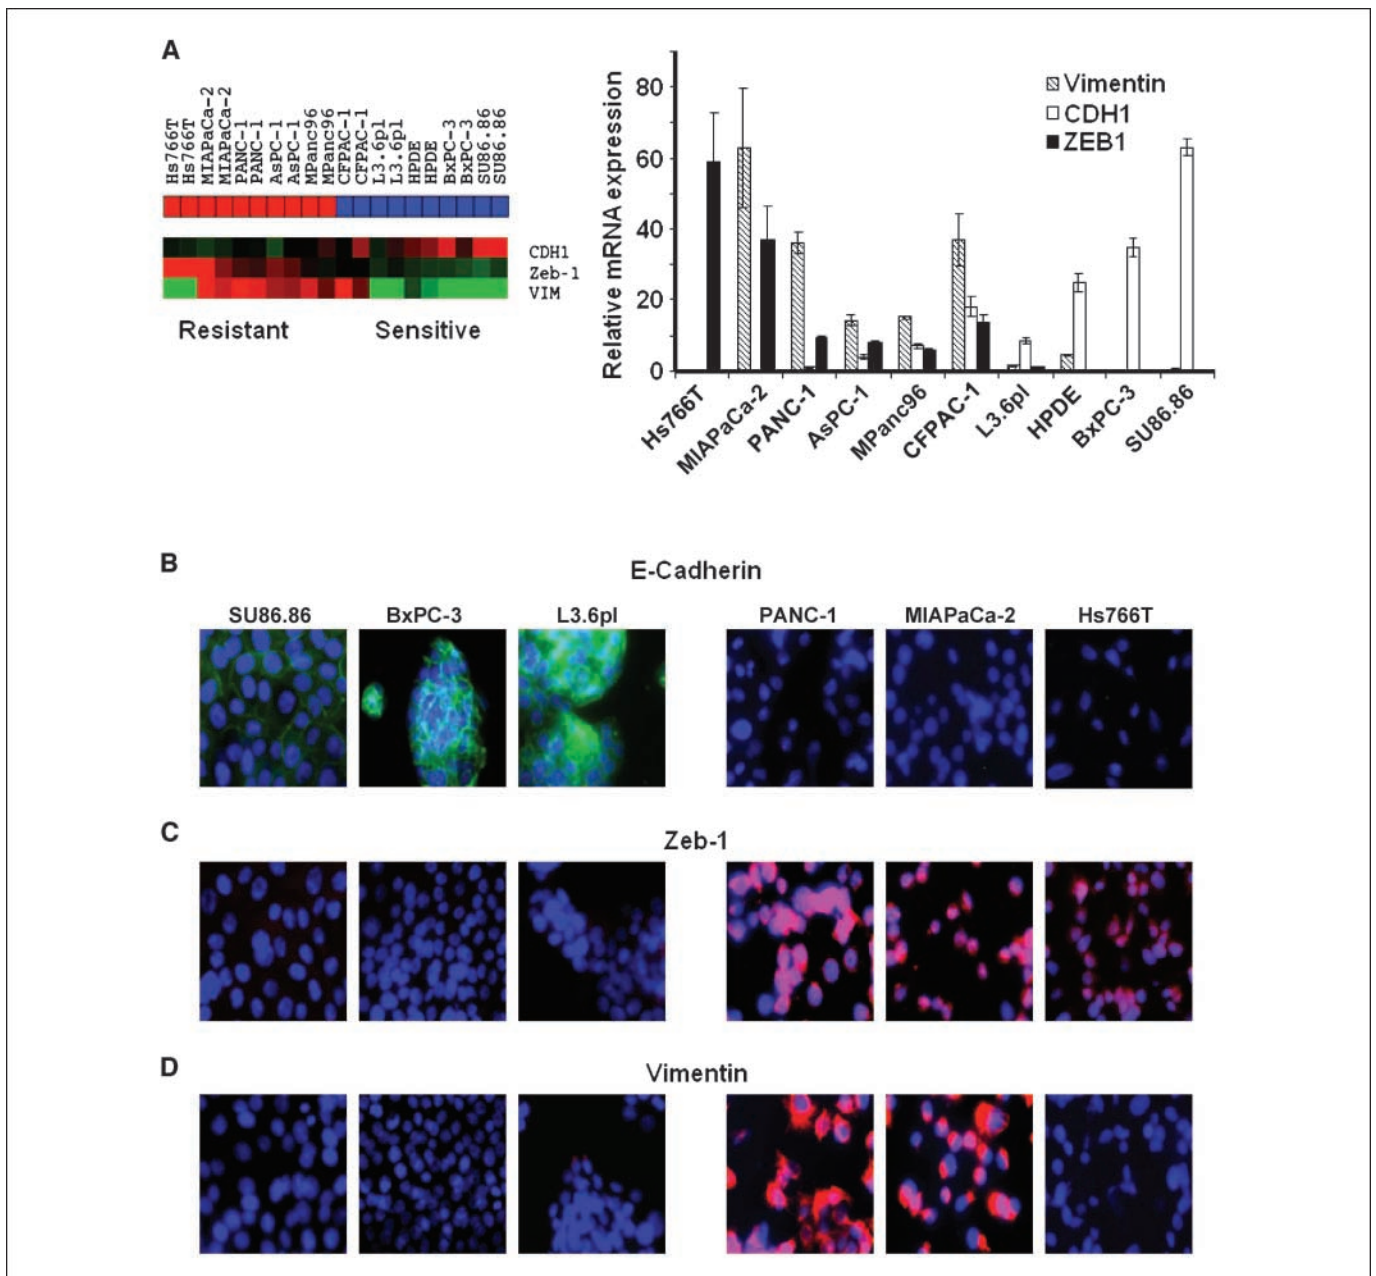 A
Hs766T
Hs766T
MIAPaCa-2
MIAPaCa-2
PANC-1
PANC-1
AsPC-1
AsPC-1
MPanc96
MPanc96
CFPAC-1
CFPAC-1
L3.6pl
L3.6pl
HPDE
HPDE
BxPC-3
BxPC-3
SU86.86
SU86.86
CDH1
Zeb-1
VIM
Resistant
Sensitive
Relative mRNA expression
80
60
40
20
0
Vimentin
CDH1
ZEB1
Hs766T
MIAPaCa-2
PANC-1
AsPC-1
MPanc96
CFPAC-1
L3.6pl
HPDE
BxPC-3
SU86.86
B
E-Cadherin
SU86.86 BxPC-3 L3.6pl PANC-1 MIAPaCa-2 Hs766T
C
Zeb-1
D
Vimentin